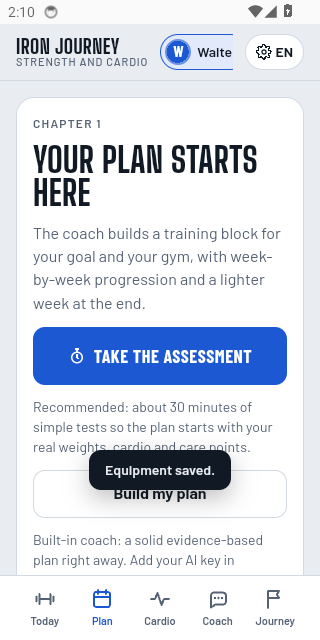 2:10
IRON JOURNEY
STRENGTH AND CARDIO
W Walte
EN
CHAPTER 1
YOUR PLAN STARTS
HERE
The coach builds a training block for
your goal and your gym, with week-
by-week progression and a lighter
week at the end.
TAKE THE ASSESSMENT
Recommended: about 30 minutes of
simple tests so the plan starts with your
real weights, cardio and care points.
Equipment saved.
Build my plan
Built-in coach: a solid evidence-based
plan right away. Add your AI key in
Today
Plan
Cardio
Coach
Journey